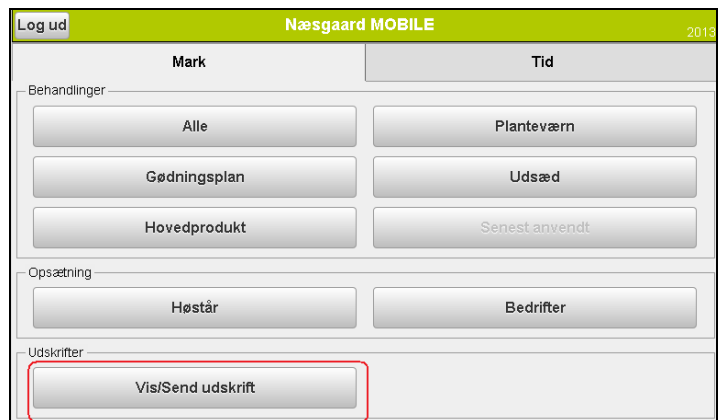 Log ud Næsgaard MOBILE 2013
Mark Tid
Behandlinger
Alle Planteværn
Gødningsplan Udsæd
Hovedprodukt Senest anvendt
Opsætning
Høstår Bedrifter
Udskrifter
Vis/Send udskrift